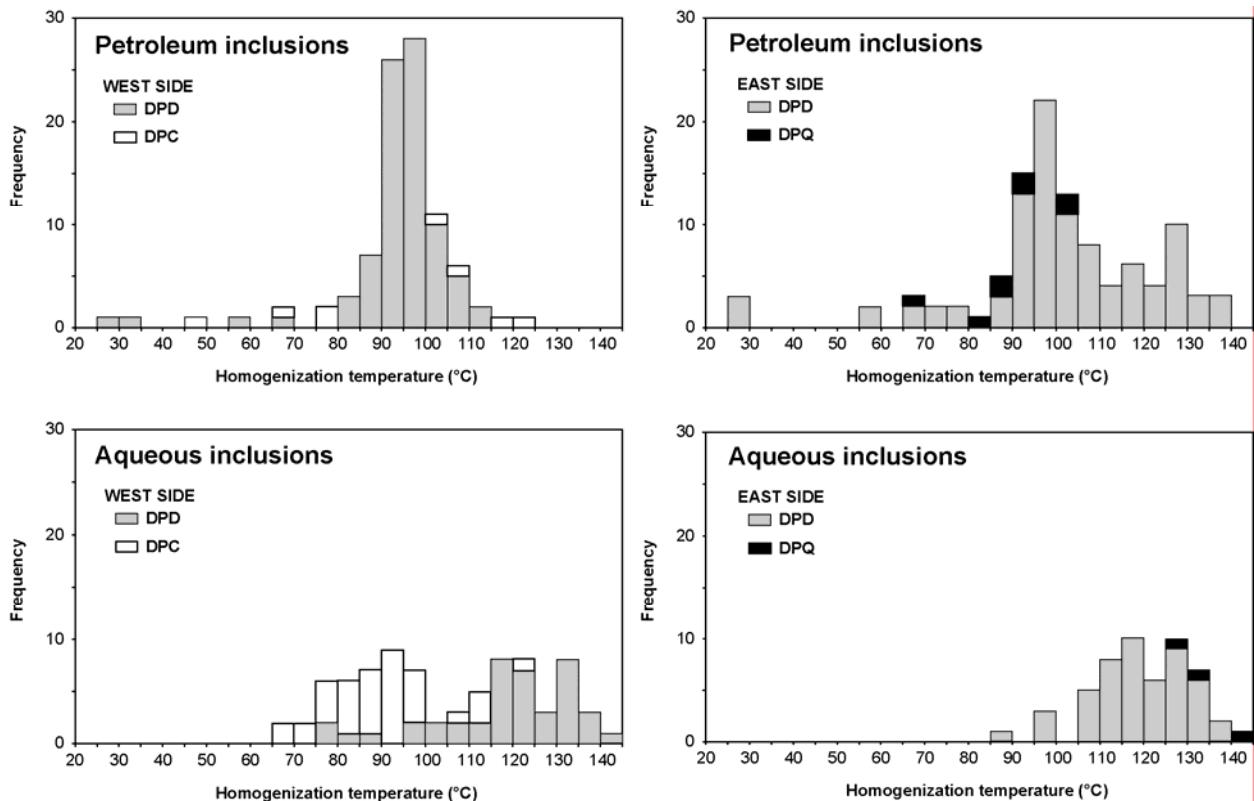 30
Petroleum inclusions
WEST SIDE
DPD
DPC
20
10
0
Frequency
20 30 40 50 60 70 80 90 100 110 120 130 140
Homogenization temperature (°C)
30
Petroleum inclusions
EAST SIDE
DPD
DPQ
20
10
0
Frequency
20 30 40 50 60 70 80 90 100 110 120 130 140
Homogenization temperature (°C)
30
Aqueous inclusions
WEST SIDE
DPD
DPC
20
10
0
Frequency
20 30 40 50 60 70 80 90 100 110 120 130 140
Homogenization temperature (°C)
30
Aqueous inclusions
EAST SIDE
DPD
DPQ
20
10
0
Frequency
20 30 40 50 60 70 80 90 100 110 120 130 140
Homogenization temperature (°C)